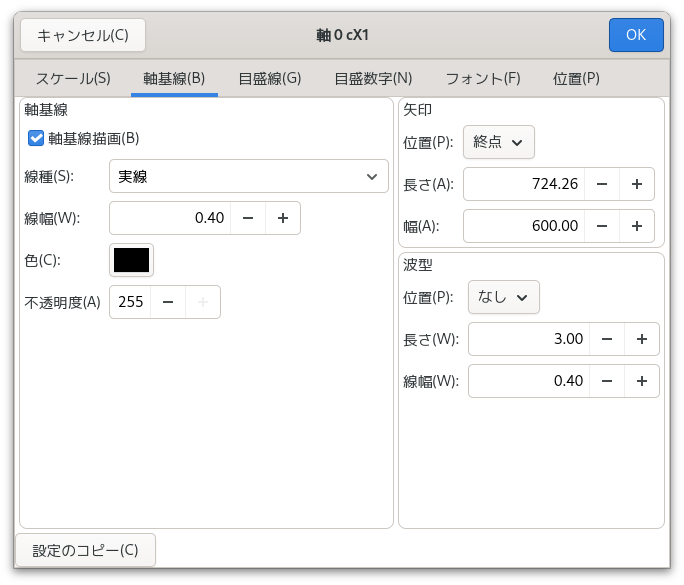 キャンセル(C) 軸 0 cX1 OK
スケール(S) 軸基線(B) 目盛線(G) 目盛数字(N) フォント(F) 位置(P)
軸基線
軸基線描画(B)
線種(S): 実線
線幅(W): 0.40
色(C):
不透明度(A) 255
矢印
位置(P): 終点
長さ(A): 724.26
幅(A): 600.00
波型
位置(P): なし
長さ(W): 3.00
線幅(W): 0.40
設定のコピー(C)